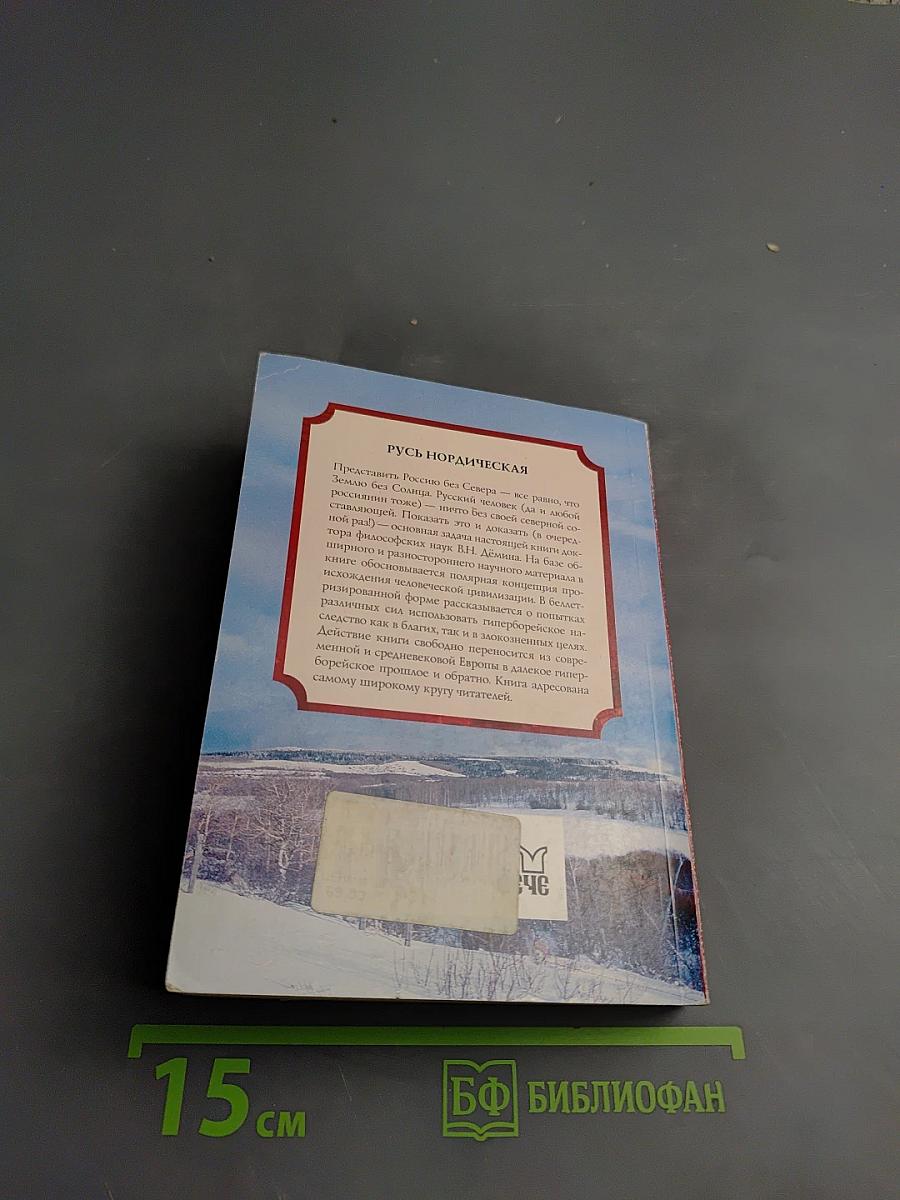 РУСЬ НОРДИЧЕСКАЯ
Представить Россию без Севера — все равно, что
Землю без Солнца. Русский человек (да и любой
россиянин тоже) — ничто без своей северной со-
ставляющей. Показать это и доказать (в очеред-
ной раз!) — основная задача настоящей книги док-
тора философских наук В.Н. Дёмина. На базе об-
ширного и разностороннего научного материала в
книге обосновывается полярная концепция про-
исхождения человеческой цивилизации. В беллет-
ризированной форме рассказывается о попытках
различных сил использовать гиперборейское на-
следство как в благих, так и в злокозненных целях.
Действие книги свободно переносится из совре-
менной и средневековой Европы в далекое гипер-
борейское прошлое и обратно. Книга адресована
самому широкому кругу читателей.
15 см
БФ БИБЛИОФАН